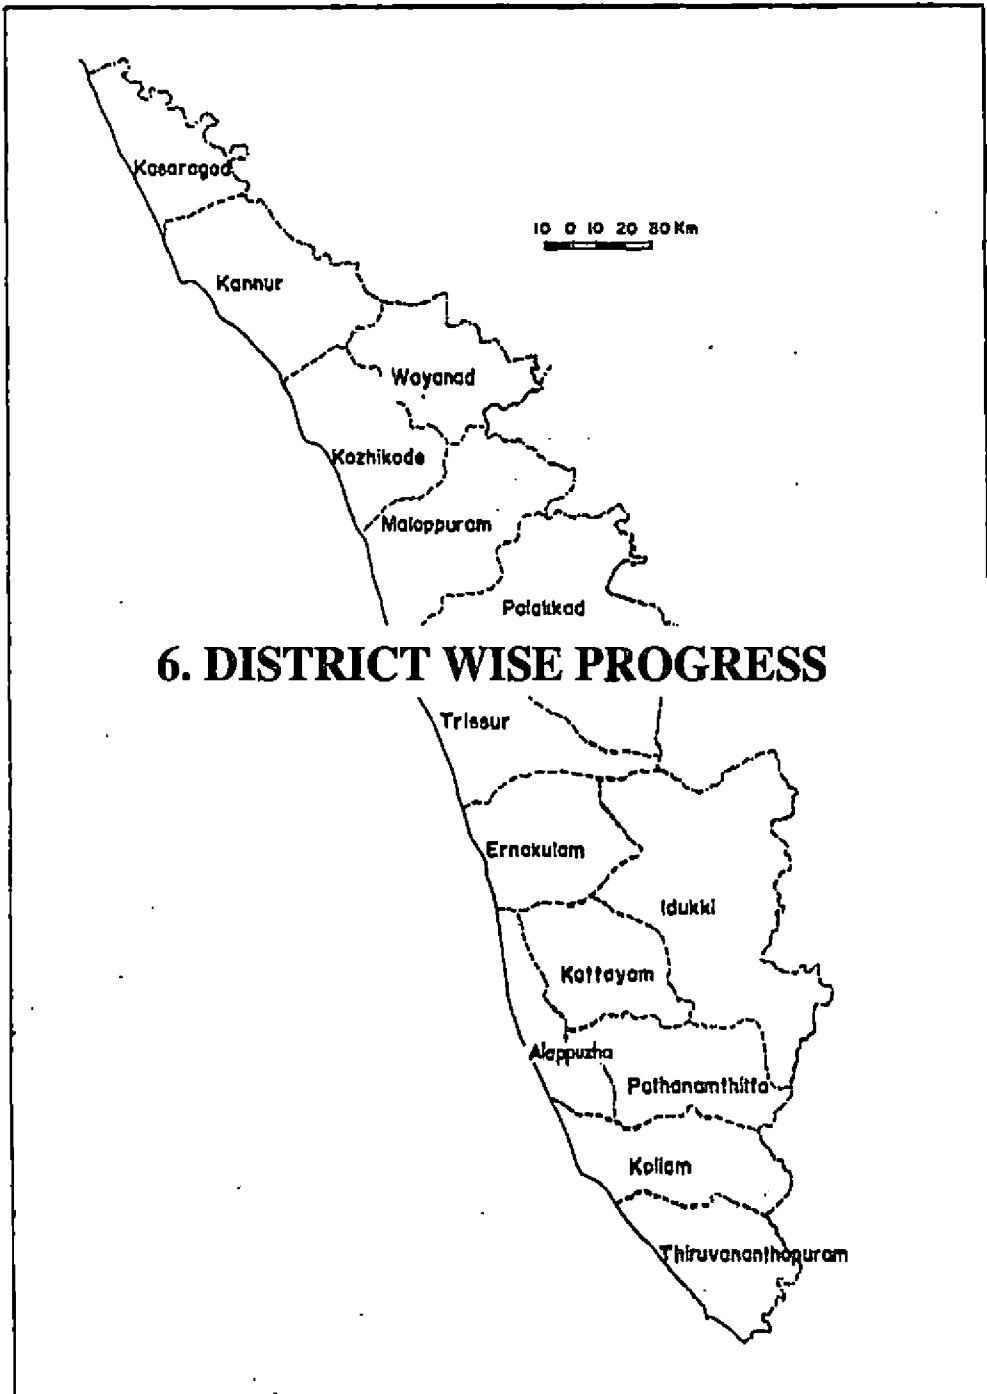 Kasaragod
10 0 10 20 30 Km
Kannur
Wayanad
Kozhikode
Malappuram
Palakkad
6. DISTRICT WISE PROGRESS
Trissur
Ernakulam
Idukki
Kottayam
Alappuzha
Pathanamthitta
Kollam
Thiruvananthapuram